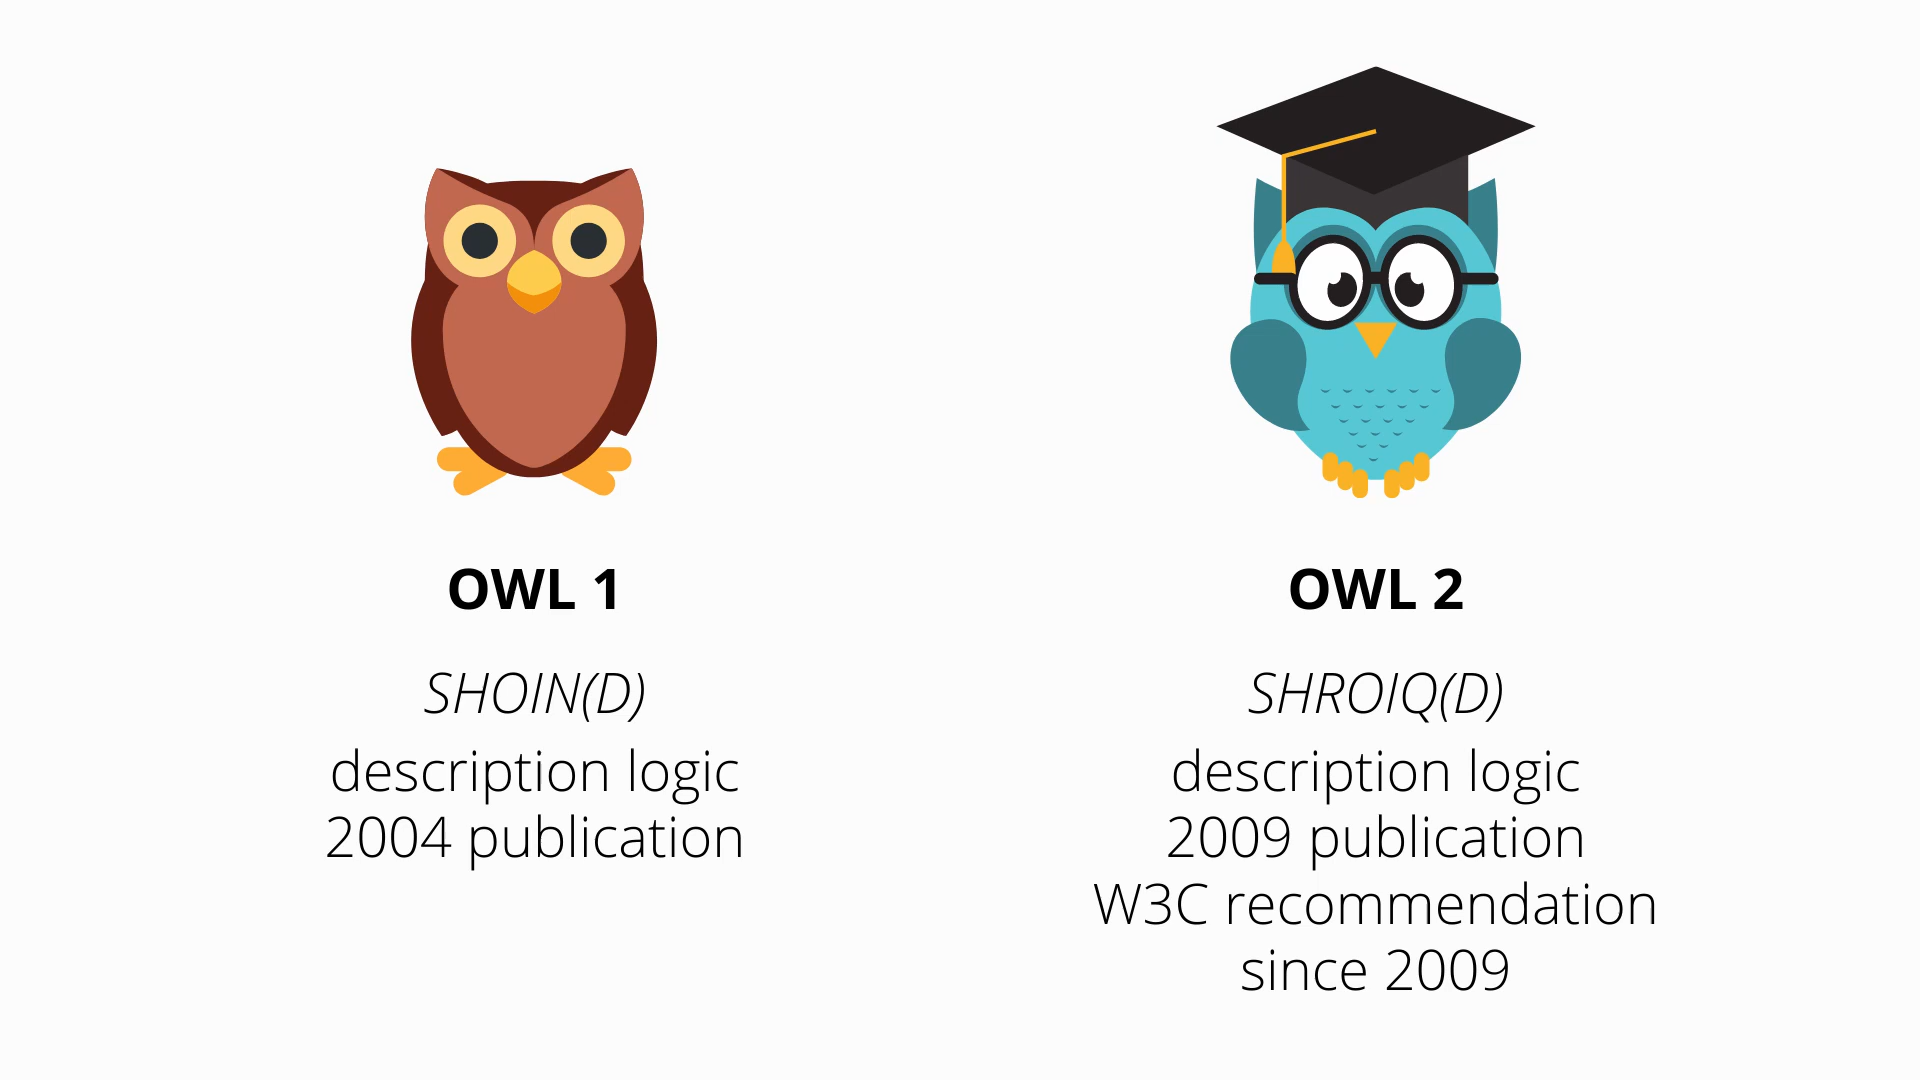 OWL 1
SHOIN(D)
description logic
2004 publication
OWL 2
SHROIQ(D)
description logic
2009 publication
W3C recommendation
since 2009